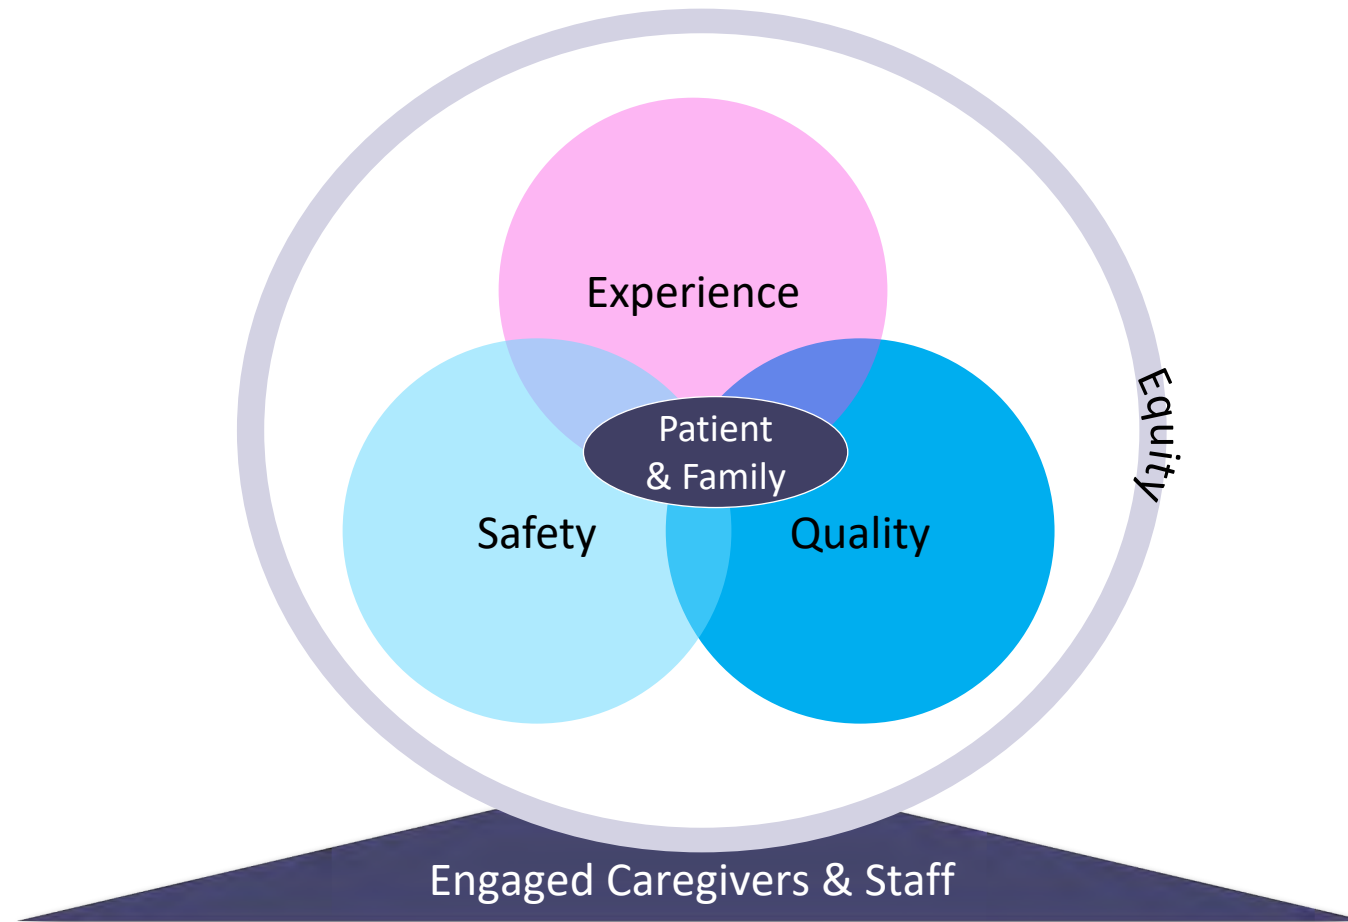 Experience
Equity
Patient
& Family
Safety
Quality
Engaged Caregivers & Staff